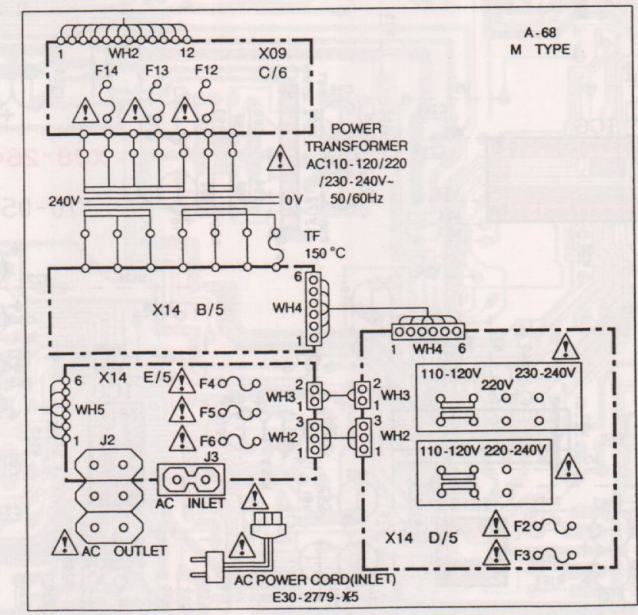 A-68
M TYPE
1 WH2 12 X09
C/6
F14 F13 F12
POWER
TRANSFORMER
AC110-120/220
/230-240V~
50/60Hz
240V 0V
TF
150 °C
X14 B/5
6
WH4
1
1 WH4 6
6
X14 E/5
WH5
1
F4
F5
F6
2
WH3
1
3
WH2
1
2
WH3
1
3
WH2
1
110-120V 230-240V
220V
110-120V 220-240V
F2
F3
X14 D/5
J2
J3
AC INLET
AC OUTLET
AC POWER CORD(INLET)
E30-2779-X5